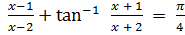 x−1/x−2 + tan⁻¹ x + 1/x + 2 = π/4